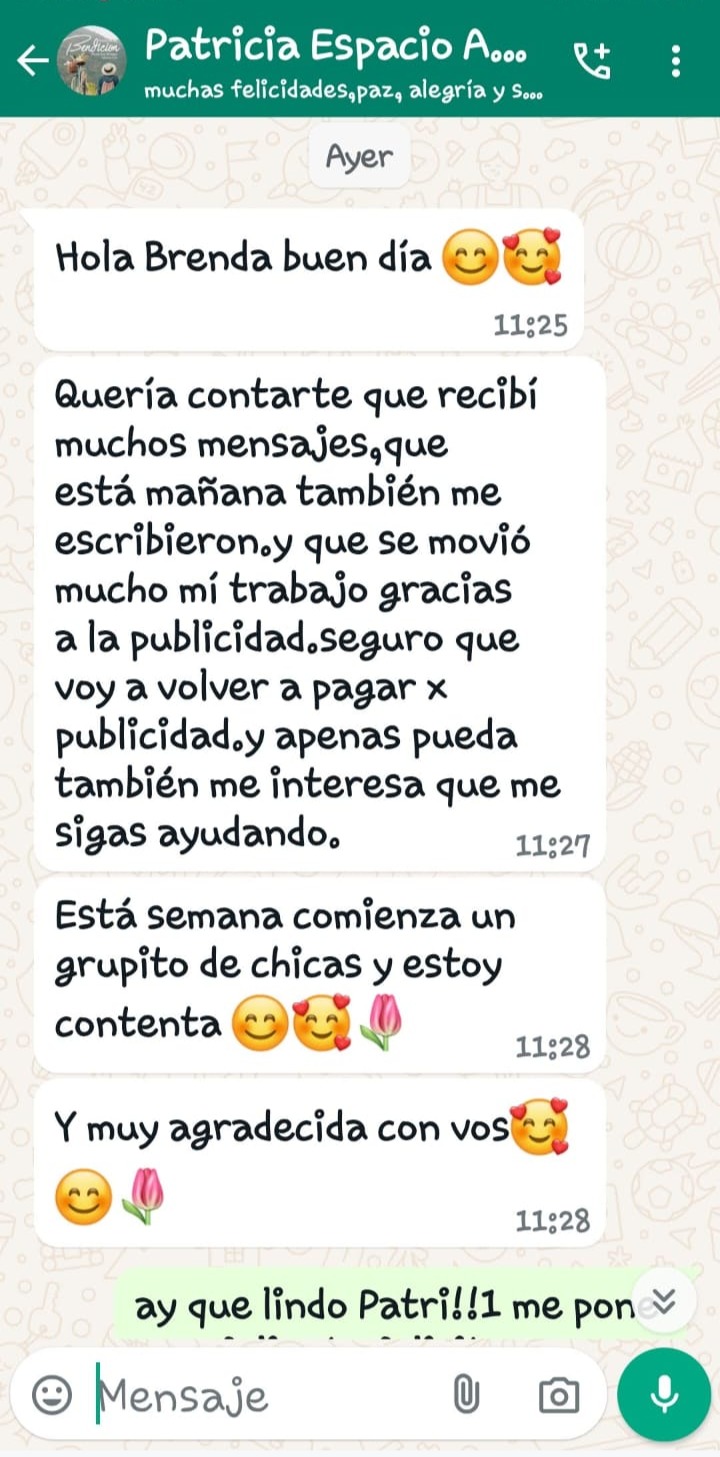 Patricia Espacio A...
muchas felicidades,paz, alegría y s...
Ayer
Hola Brenda buen día 😊🥰
11:25
Quería contarte que recibí
muchos mensajes,que
está mañana también me
escribieron.y que se movió
mucho mí trabajo gracias
a la publicidad.seguro que
voy a volver a pagar x
publicidad.y apenas pueda
también me interesa que me
sigas ayudando.
11:27
Está semana comienza un
grupito de chicas y estoy
contenta 😊🥰🌷
11:28
Y muy agradecida con vos🥰
😊🌷
11:28
ay que lindo Patri!!1 me pone
Mensaje